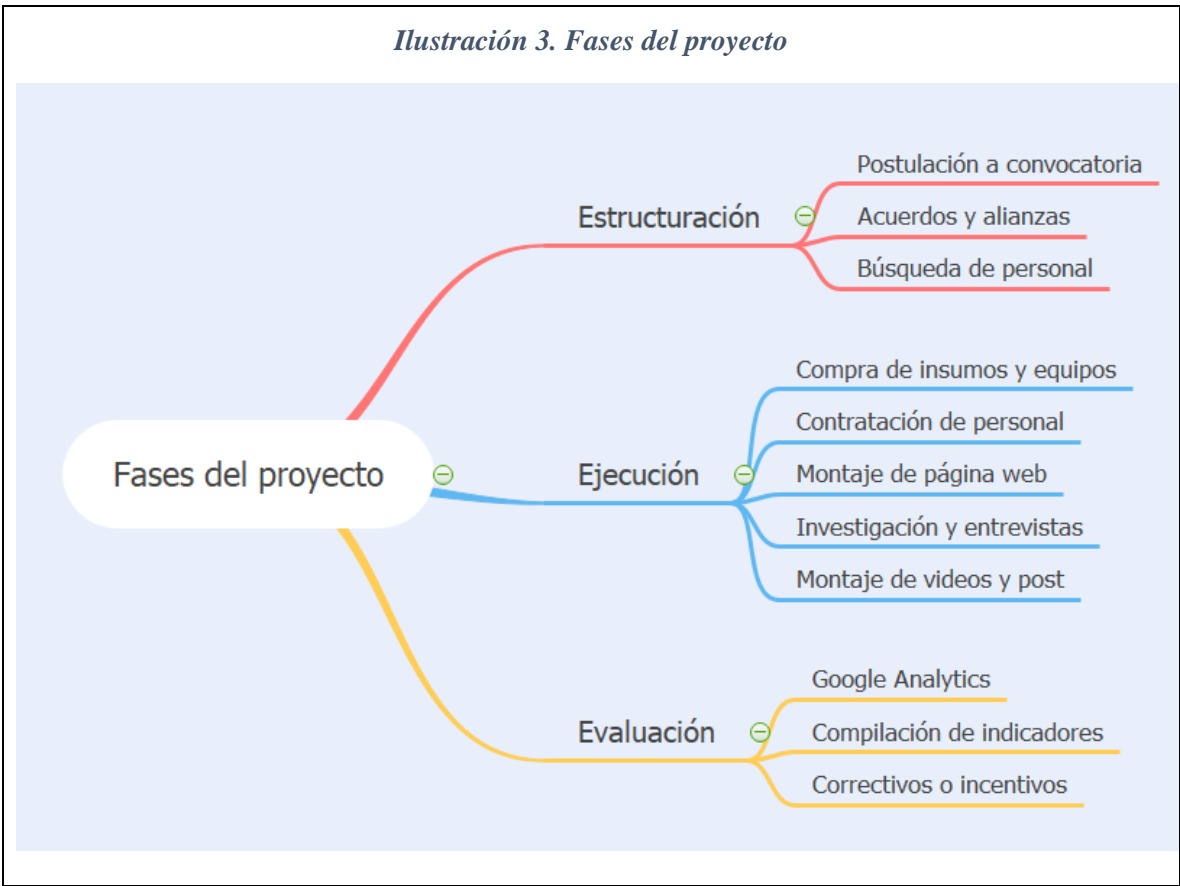 Ilustración 3. Fases del proyecto
Fases del proyecto
Estructuración
Postulación a convocatoria
Acuerdos y alianzas
Búsqueda de personal
Ejecución
Compra de insumos y equipos
Contratación de personal
Montaje de página web
Investigación y entrevistas
Montaje de videos y post
Evaluación
Google Analytics
Compilación de indicadores
Correctivos o incentivos